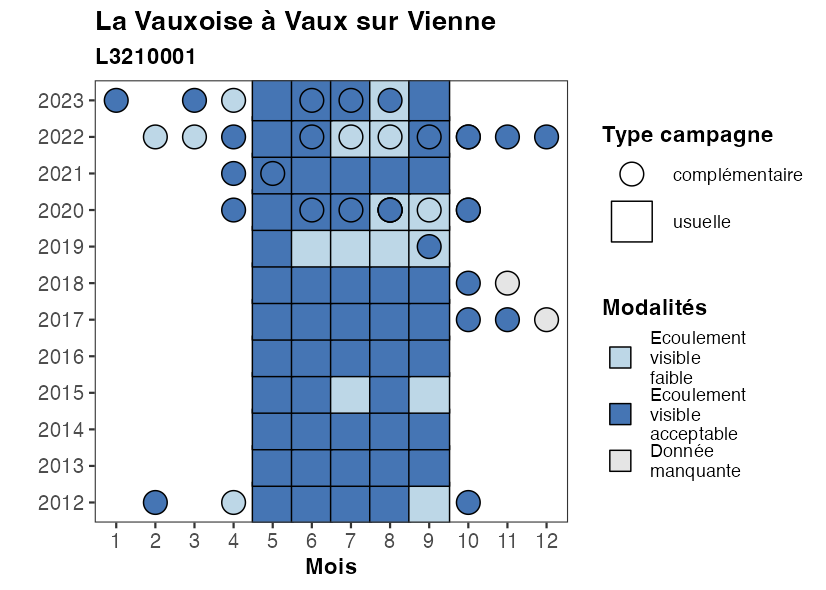 La Vauxoise à Vaux sur Vienne
L3210001
2023
2022
2021
2020
2019
2018
2017
2016
2015
2014
2013
2012
1 2 3 4 5 6 7 8 9 10 11 12
Mois
Type campagne
complémentaire
usuelle
Modalités
Ecoulement
visible
faible
Ecoulement
visible
acceptable
Donnée
manquante